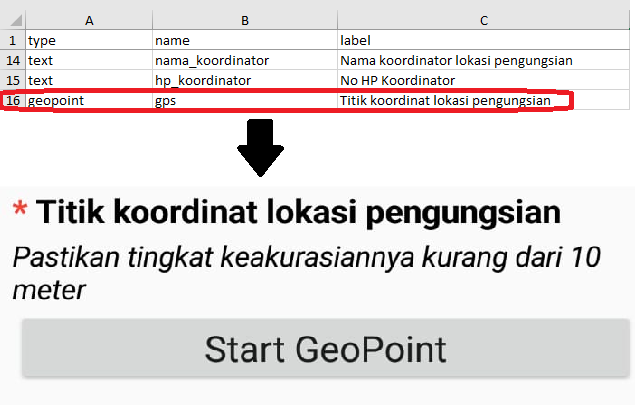 A B C
1 type name label
14 text nama_koordinator Nama koordinator lokasi pengungsian
15 text hp_koordinator No HP Koordinator
16 geopoint gps Titik koordinat lokasi pengungsian
* Titik koordinat lokasi pengungsian
Pastikan tingkat keakurasiannya kurang dari 10
meter
Start GeoPoint